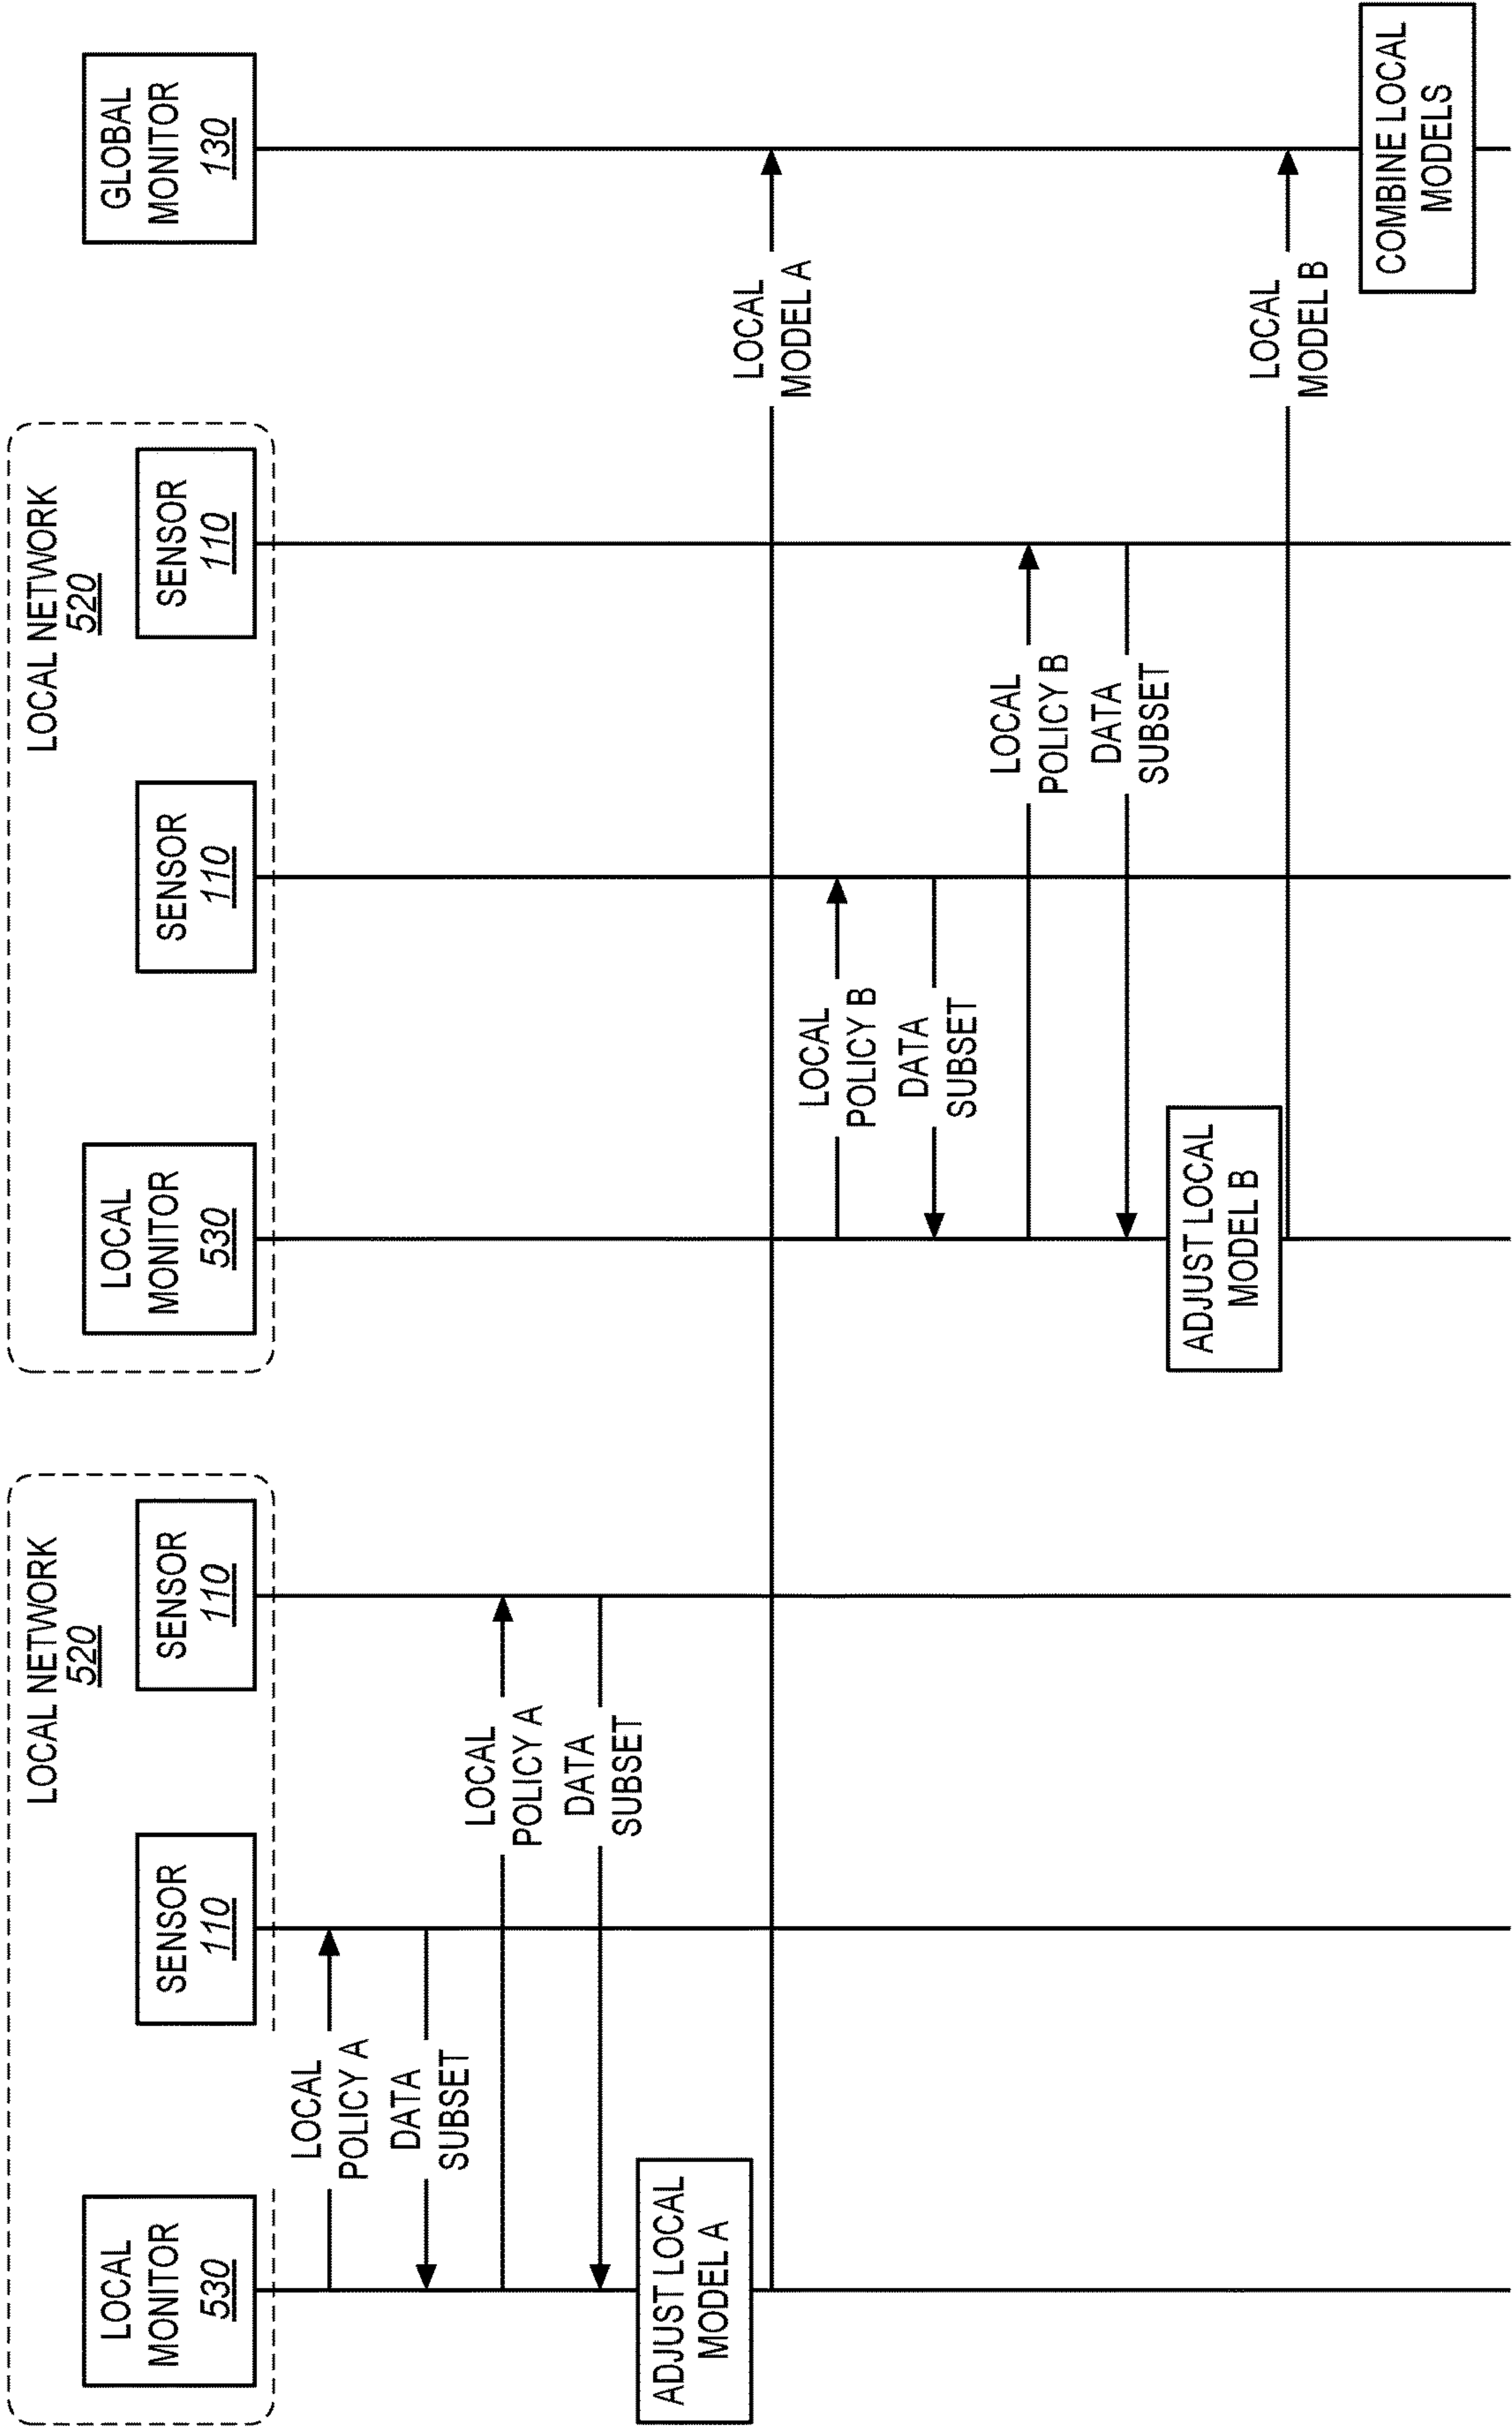 LOCAL NETWORK
520
LOCAL
MONITOR
530
SENSOR
110
SENSOR
110
LOCAL NETWORK
520
LOCAL
MONITOR
530
SENSOR
110
SENSOR
110
GLOBAL
MONITOR
130
LOCAL
POLICY A
DATA
SUBSET
LOCAL
POLICY A
DATA
SUBSET
ADJUST LOCAL
MODEL A
LOCAL
MODEL A
LOCAL
POLICY B
DATA
SUBSET
LOCAL
POLICY B
DATA
SUBSET
ADJUST LOCAL
MODEL B
LOCAL
MODEL B
COMBINE LOCAL
MODELS